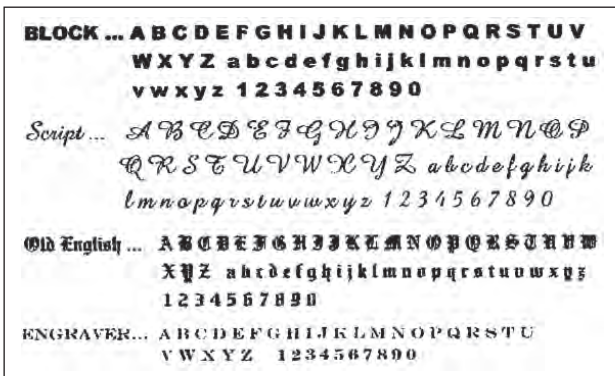 BLOCK ... A B C D E F G H I J K L M N O P Q R S T U V
W X Y Z a b c d e f g h i j k l m n o p q r s t u
v w x y z 1 2 3 4 5 6 7 8 9 0
Script ... A B C D E F G H I J K L M N O P
Q R S T U V W X Y Z a b c d e f g h i j k
l m n o p q r s t u v w x y z 1 2 3 4 5 6 7 8 9 0
Old English ... A B C D E F G H I J K L M N O P Q R S T U V W
X Y Z a b c d e f g h i j k l m n o p q r s t u v w x y z
1 2 3 4 5 6 7 8 9 0
ENGRAVER... A B C D E F G H I J K L M N O P Q R S T U
V W X Y Z 1 2 3 4 5 6 7 8 9 0